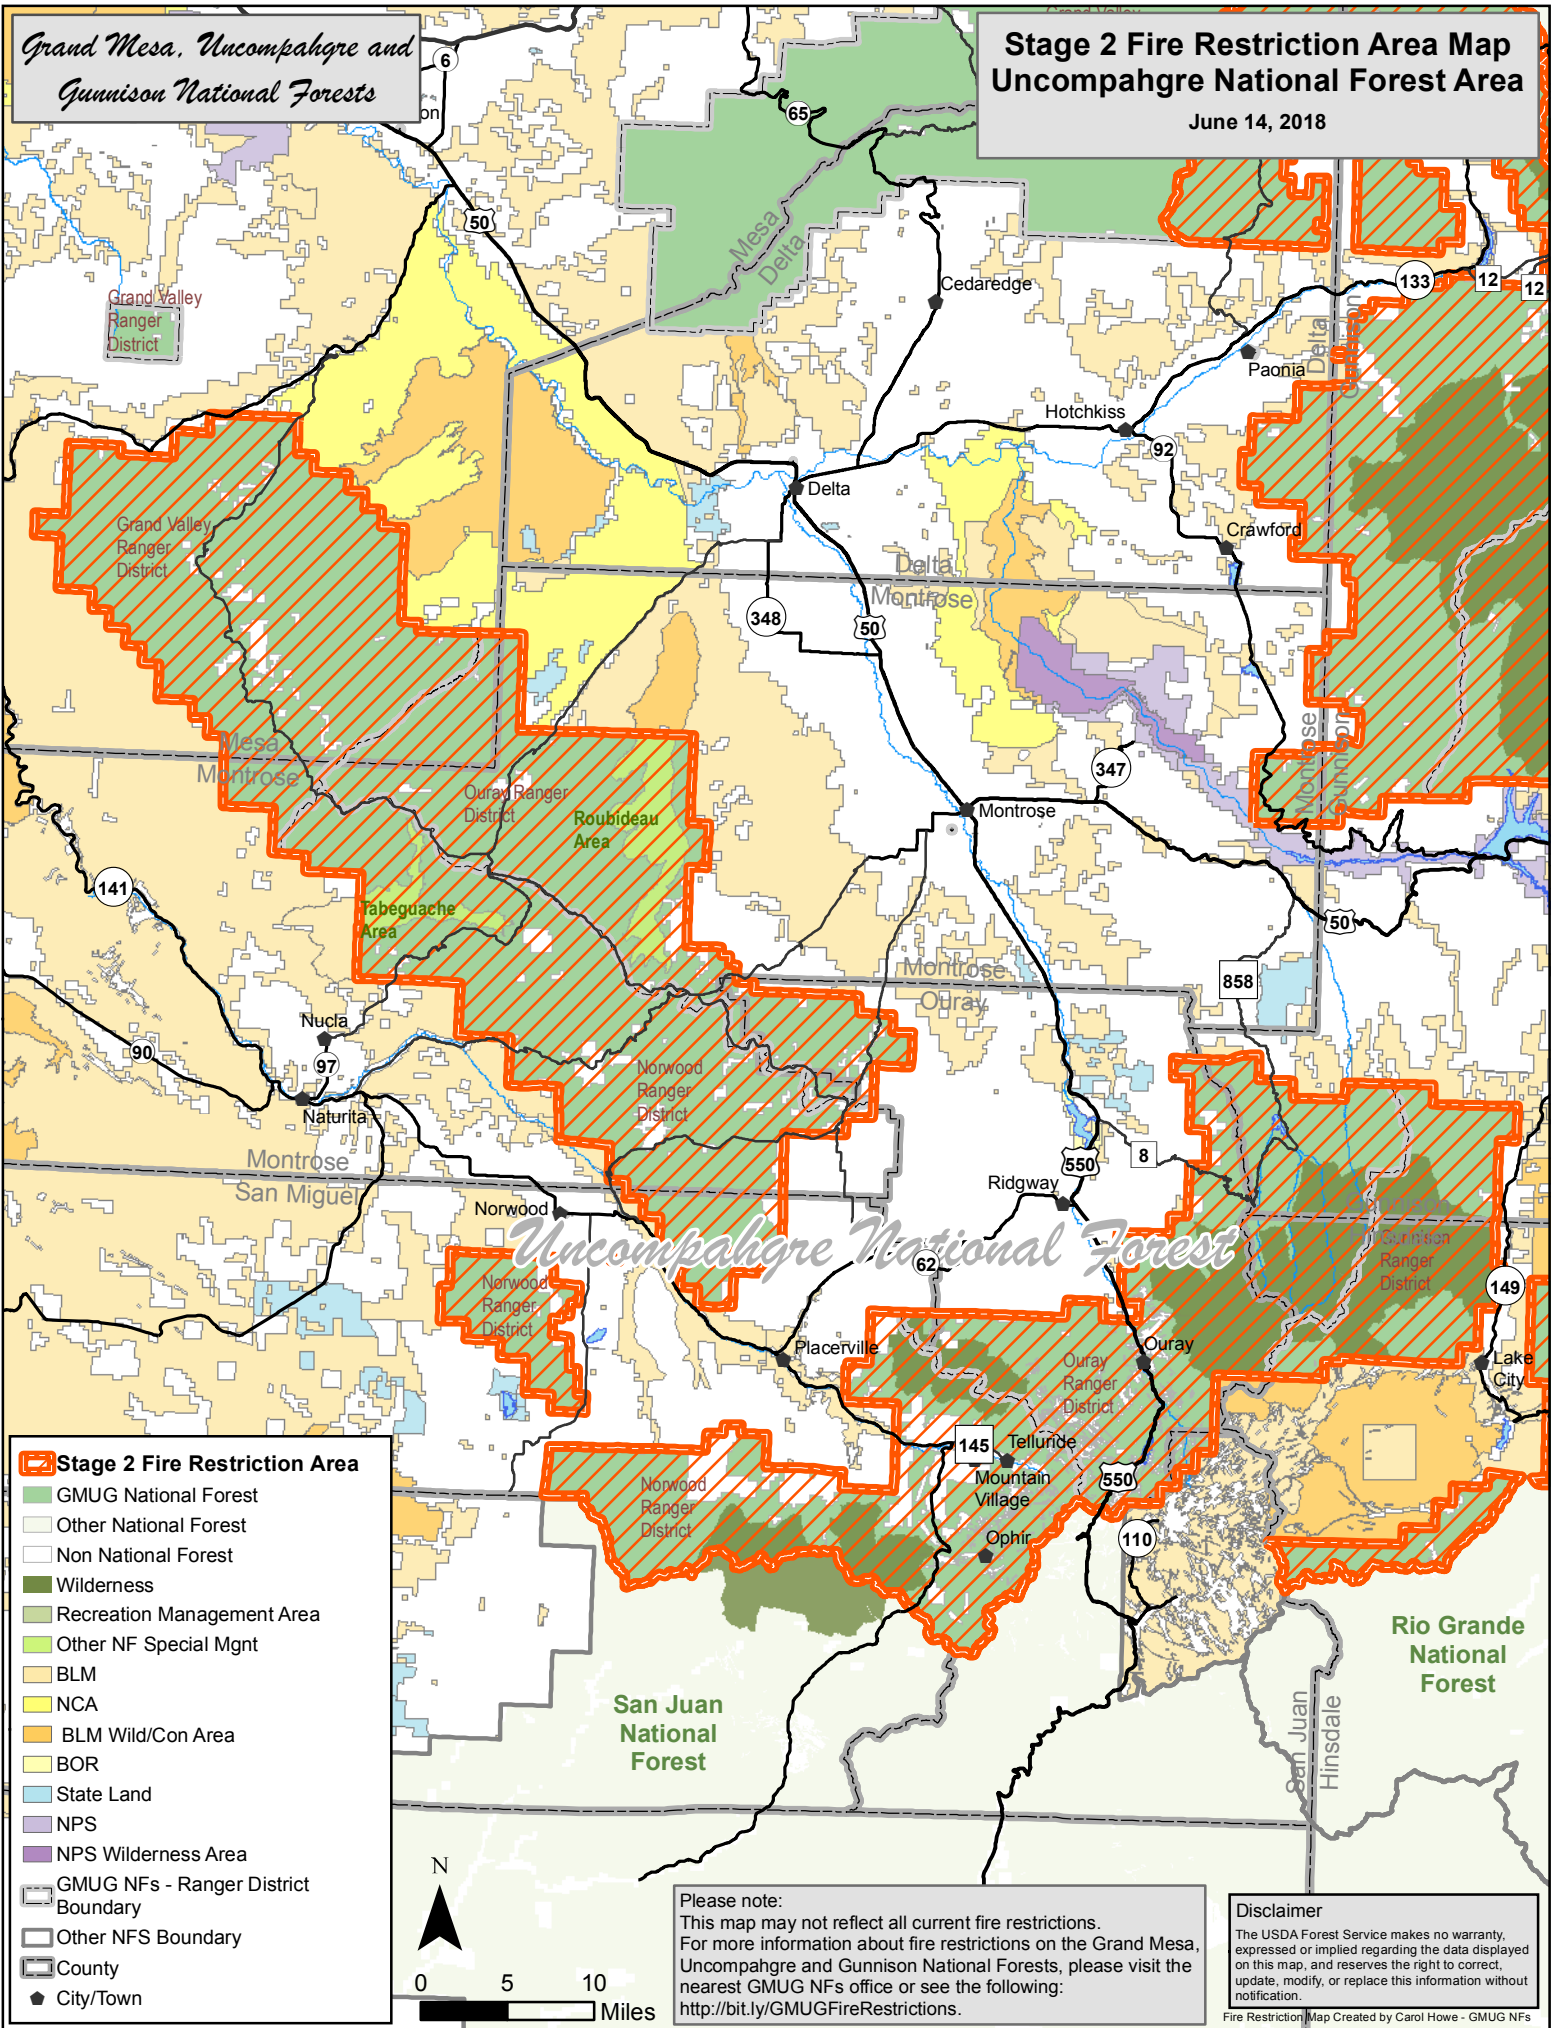 Grand Mesa, Uncompahgre and
Gunnison National Forests
Stage 2 Fire Restriction Area Map
Uncompahgre National Forest Area
June 14, 2018
Grand Valley
6
on
65
50
Mesa
Delta
Cedaredge
133
12
12
Grand Valley
Ranger
District
Delta
Gunnison
Paonia
Hotchkiss
92
Delta
Crawford
Grand Valley
Ranger
District
Delta
Montrose
348
50
Mesa
Montrose
Montrose
Gunnison
347
Ouray Ranger
District
Roubideau
Area
Montrose
141
Tabeguache
Area
50
Montrose
Ouray
858
Nucla
90
97
Norwood
Ranger
District
Naturita
Montrose
San Miguel
550
8
Ridgway
Norwood
Uncompahgre National Forest
62
Gunnison
Ranger
District
149
Norwood
Ranger
District
Placerville
Ouray
Ouray
Ranger
District
Lake
City
145
Telluride
Mountain
Village
550
Norwood
Ranger
District
Ophir
110
Rio Grande
National
Forest
San Juan
National
Forest
San Juan
Hinsdale
Stage 2 Fire Restriction Area
GMUG National Forest
Other National Forest
Non National Forest
Wilderness
Recreation Management Area
Other NF Special Mgnt
BLM
NCA
BLM Wild/Con Area
BOR
State Land
NPS
NPS Wilderness Area
GMUG NFs - Ranger District
Boundary
Other NFS Boundary
County
City/Town
N
0 5 10
Miles
Please note:
This map may not reflect all current fire restrictions.
For more information about fire restrictions on the Grand Mesa,
Uncompahgre and Gunnison National Forests, please visit the
nearest GMUG NFs office or see the following:
http://bit.ly/GMUGFireRestrictions.
Disclaimer
The USDA Forest Service makes no warranty,
expressed or implied regarding the data displayed
on this map, and reserves the right to correct,
update, modify, or replace this information without
notification.
Fire Restriction Map Created by Carol Howe - GMUG NFs